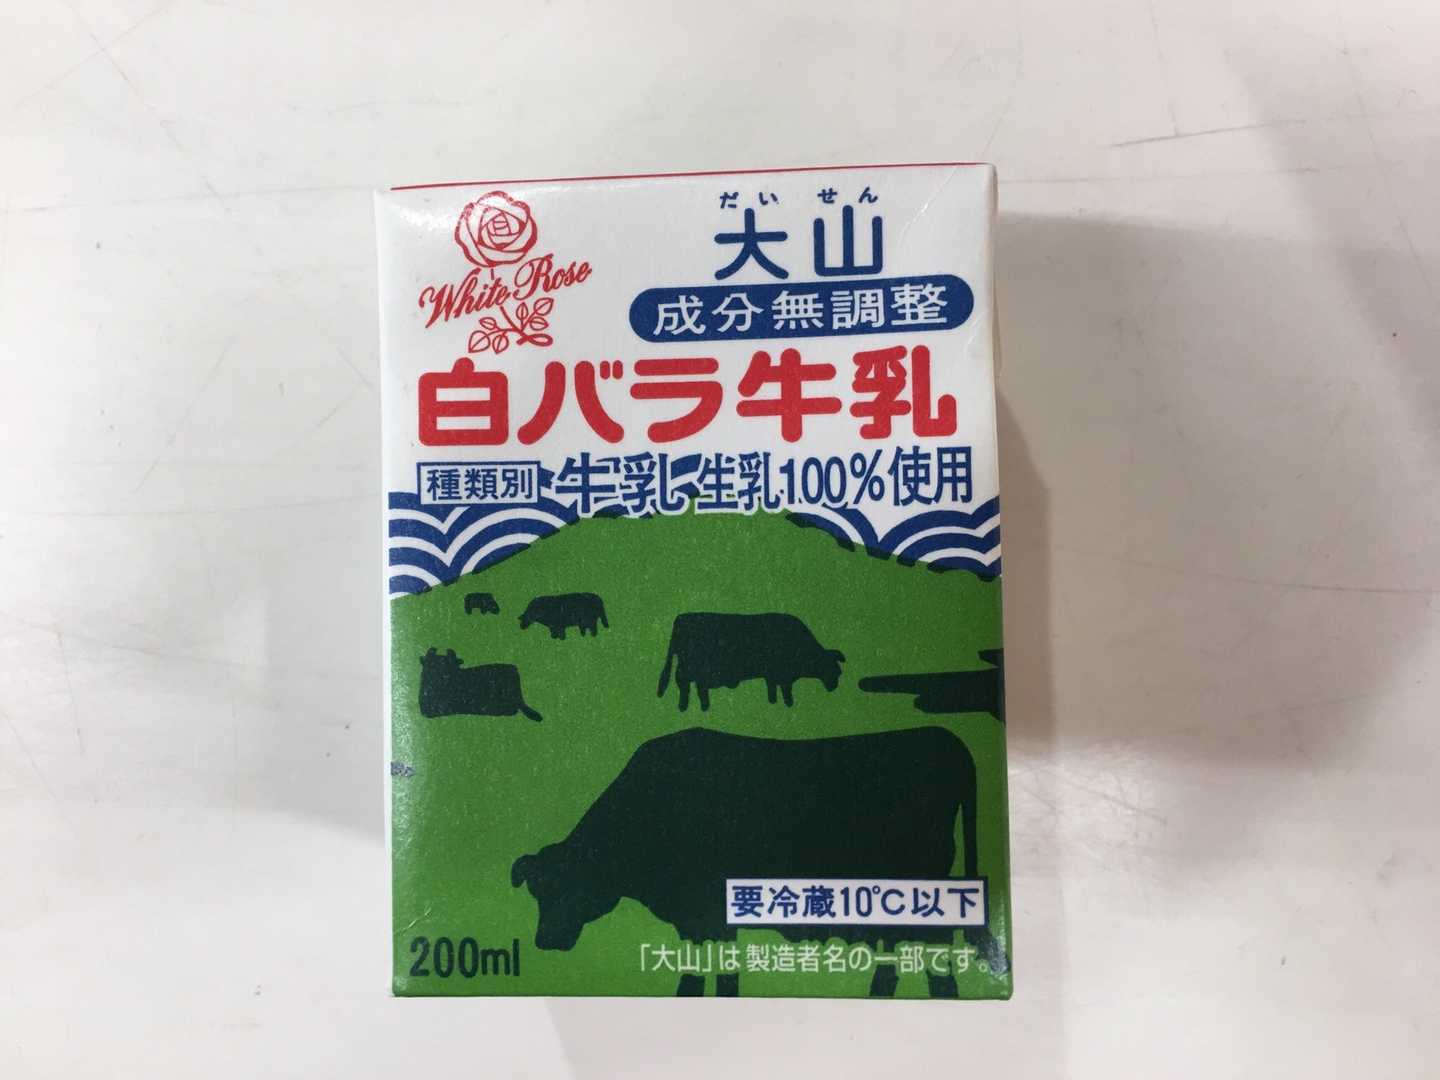 だいせん
大山
白
White Rose
成分無調整
白バラ牛乳
種類別 牛乳 生乳100%使用
要冷蔵10℃以下
200ml
「大山」は製造者名の一部です。